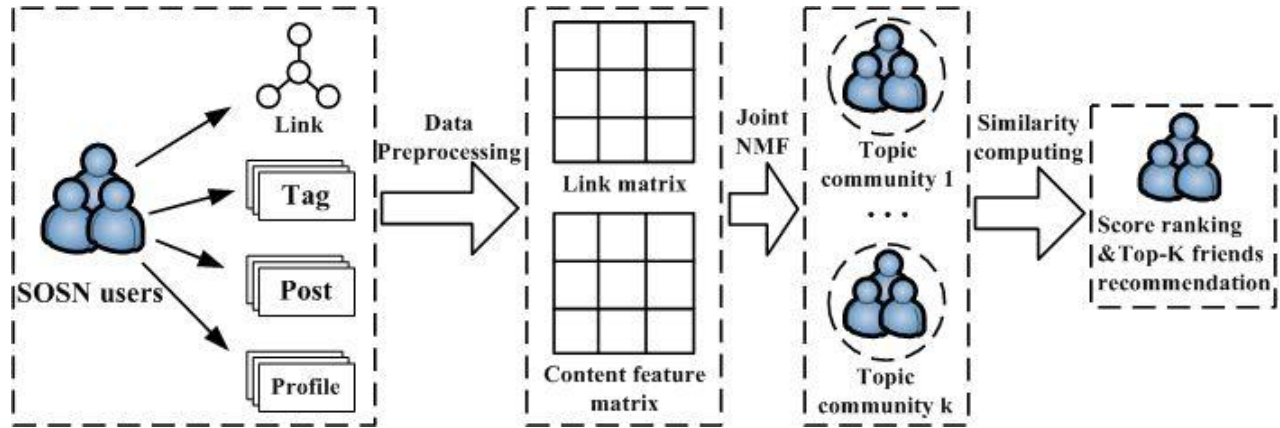 SOSN users
Link
Tag
Post
Profile
Data
Preprocessing
Link matrix
Content feature
matrix
Joint
NMF
Topic
community 1
...
Topic
community k
Similarity
computing
Score ranking
&Top-K friends
recommendation